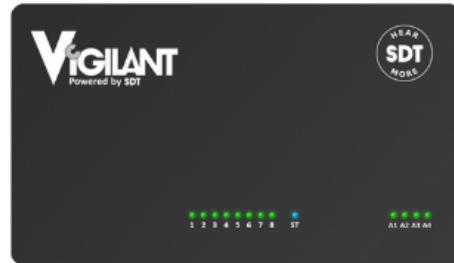 ViGILANT
Powered by SDT
HEAR
SDT
MORE
1 2 3 4 5 6 7 8 ST
A1 A2 A3 A4